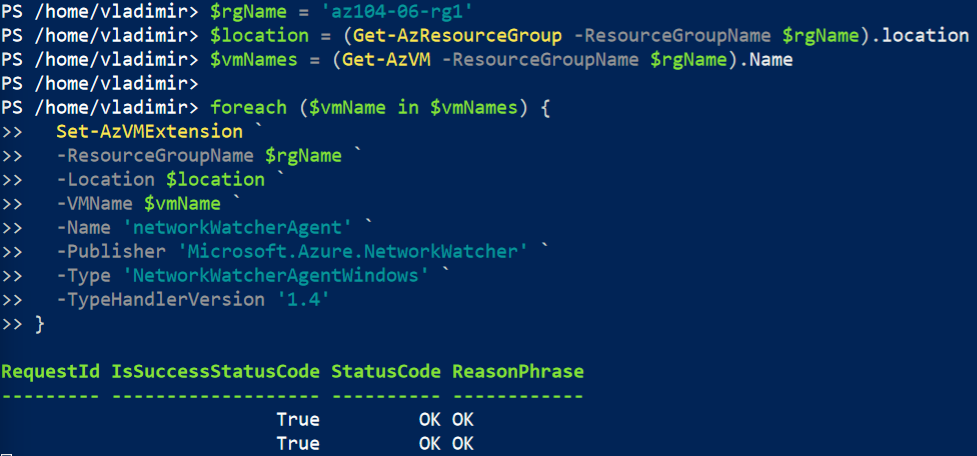 PS /home/vladimir> $rgName = 'az104-06-rg1'
PS /home/vladimir> $location = (Get-AzResourceGroup -ResourceGroupName $rgName).location
PS /home/vladimir> $vmNames = (Get-AzVM -ResourceGroupName $rgName).Name
PS /home/vladimir>
PS /home/vladimir> foreach ($vmName in $vmNames) {
>>   Set-AzVMExtension `
>>   -ResourceGroupName $rgName `
>>   -Location $location `
>>   -VMName $vmName `
>>   -Name 'networkWatcherAgent' `
>>   -Publisher 'Microsoft.Azure.NetworkWatcher' `
>>   -Type 'NetworkWatcherAgentWindows' `
>>   -TypeHandlerVersion '1.4'
>> }
RequestId IsSuccessStatusCode StatusCode ReasonPhrase
--------- ------------------- ---------- ------------
                         True         OK OK
                         True         OK OK